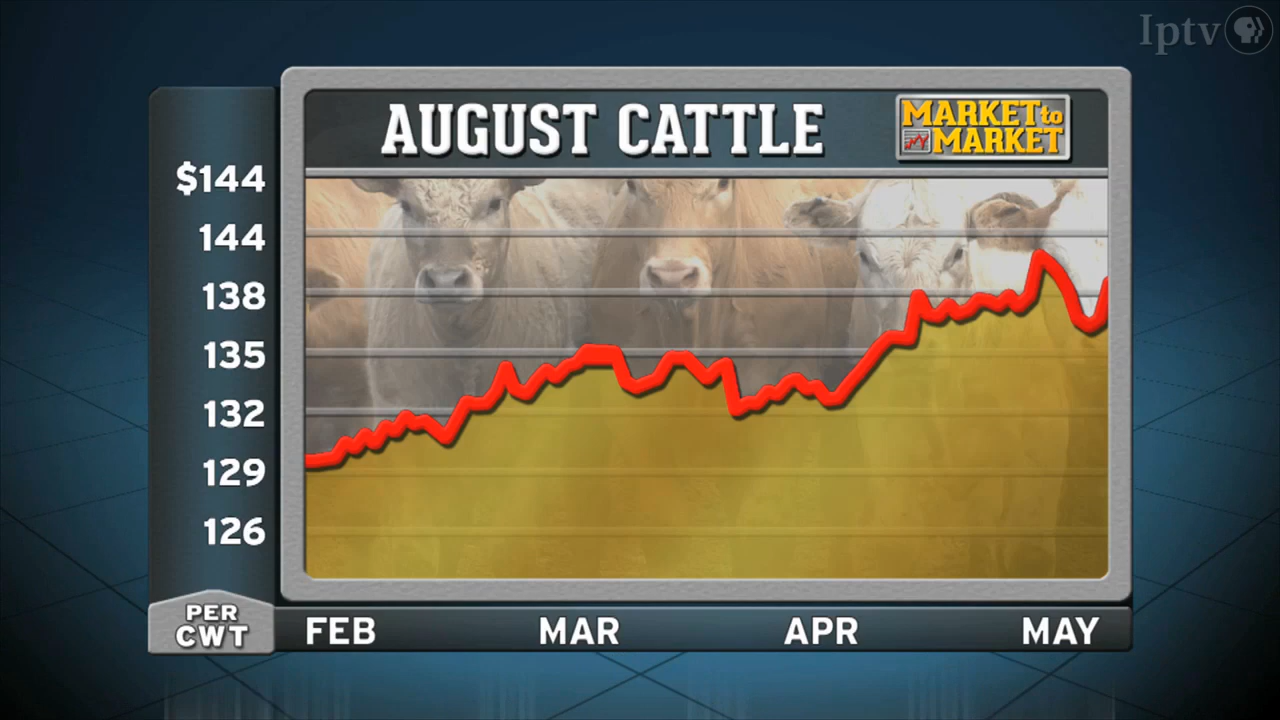 Iptv
AUGUST CATTLE
MARKET to
MARKET
$144
144
138
135
132
129
126
PER
CWT
FEB MAR APR MAY